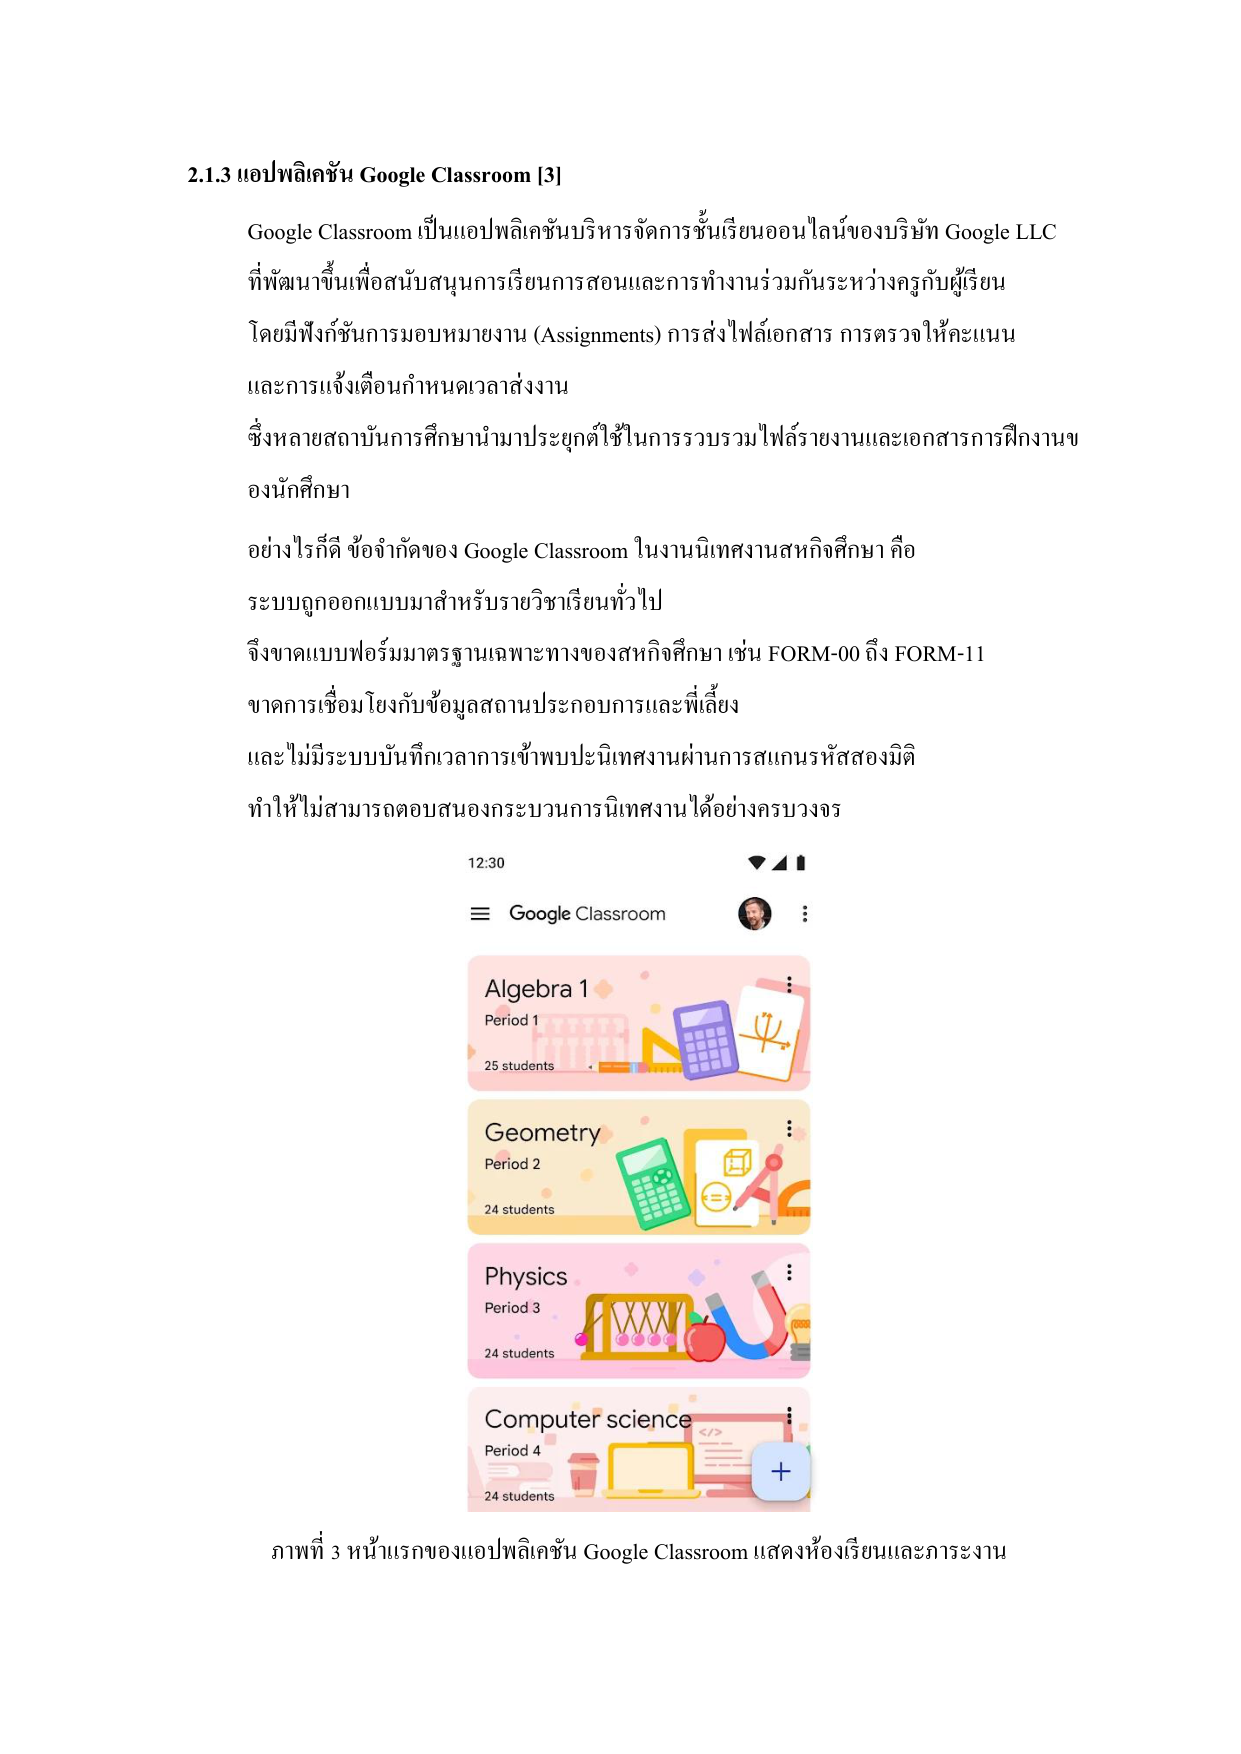 2.1.3 แอปพลิเคชัน Google Classroom [3]
Google Classroom เป็นแอปพลิเคชันบริหารจัดการชั้นเรียนออนไลน์ของบริษัท Google LLC
ที่พัฒนาขึ้นเพื่อสนับสนุนการเรียนการสอนและการทำงานร่วมกันระหว่างครูกับผู้เรียน
โดยมีฟังก์ชันการมอบหมายงาน (Assignments) การส่งไฟล์เอกสาร การตรวจให้คะแนน
และการแจ้งเตือนกำหนดเวลาส่งงาน
ซึ่งหลายสถาบันการศึกษานำมาประยุกต์ใช้ในการรวบรวมไฟล์รายงานและเอกสารการฝึกงานข
องนักศึกษา
อย่างไรก็ดี ข้อจำกัดของ Google Classroom ในงานนิเทศงานสหกิจศึกษา คือ
ระบบถูกออกแบบมาสำหรับรายวิชาเรียนทั่วไป
จึงขาดแบบฟอร์มมาตรฐานเฉพาะทางของสหกิจศึกษา เช่น FORM-00 ถึง FORM-11
ขาดการเชื่อมโยงกับข้อมูลสถานประกอบการและพี่เลี้ยง
และไม่มีระบบบันทึกเวลาการเข้าพบปะนิเทศงานผ่านการสแกนรหัสสองมิติ
ทำให้ไม่สามารถตอบสนองกระบวนการนิเทศงานได้อย่างครบวงจร
12:30
Google Classroom
Algebra 1
Period 1
25 students
Geometry
Period 2
24 students
Physics
Period 3
24 students
Computer science
</>
Period 4
24 students
ภาพที่ 3 หน้าแรกของแอปพลิเคชัน Google Classroom แสดงห้องเรียนและภาระงาน